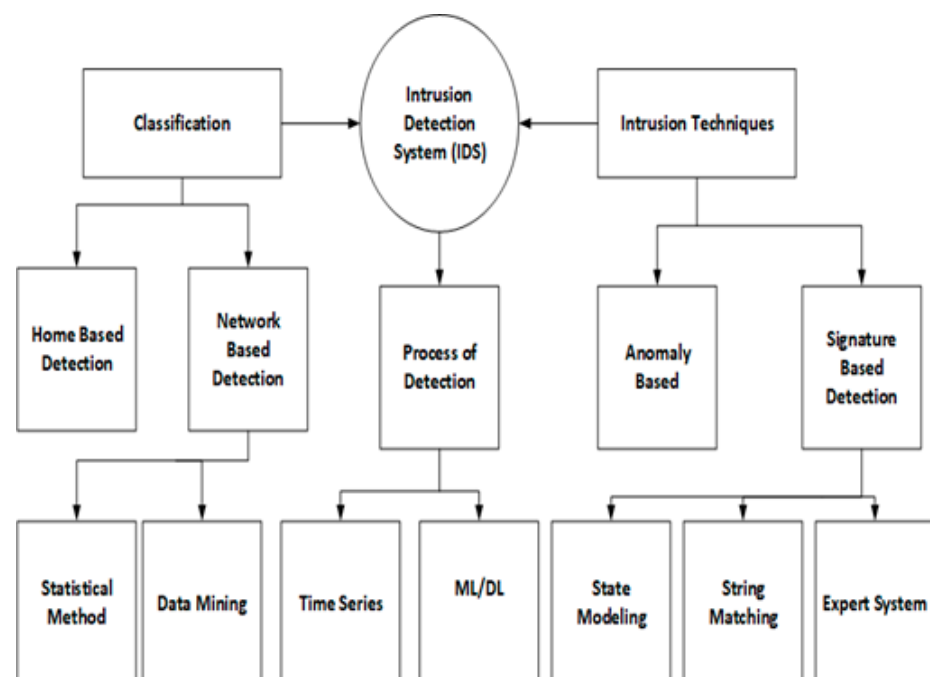 Classification
Intrusion
Detection
System (IDS)
Intrusion Techniques
Home Based
Detection
Network
Based
Detection
Process of
Detection
Anomaly
Based
Signature
Based
Detection
Statistical
Method
Data Mining
Time Series
ML/DL
State
Modeling
String
Matching
Expert System